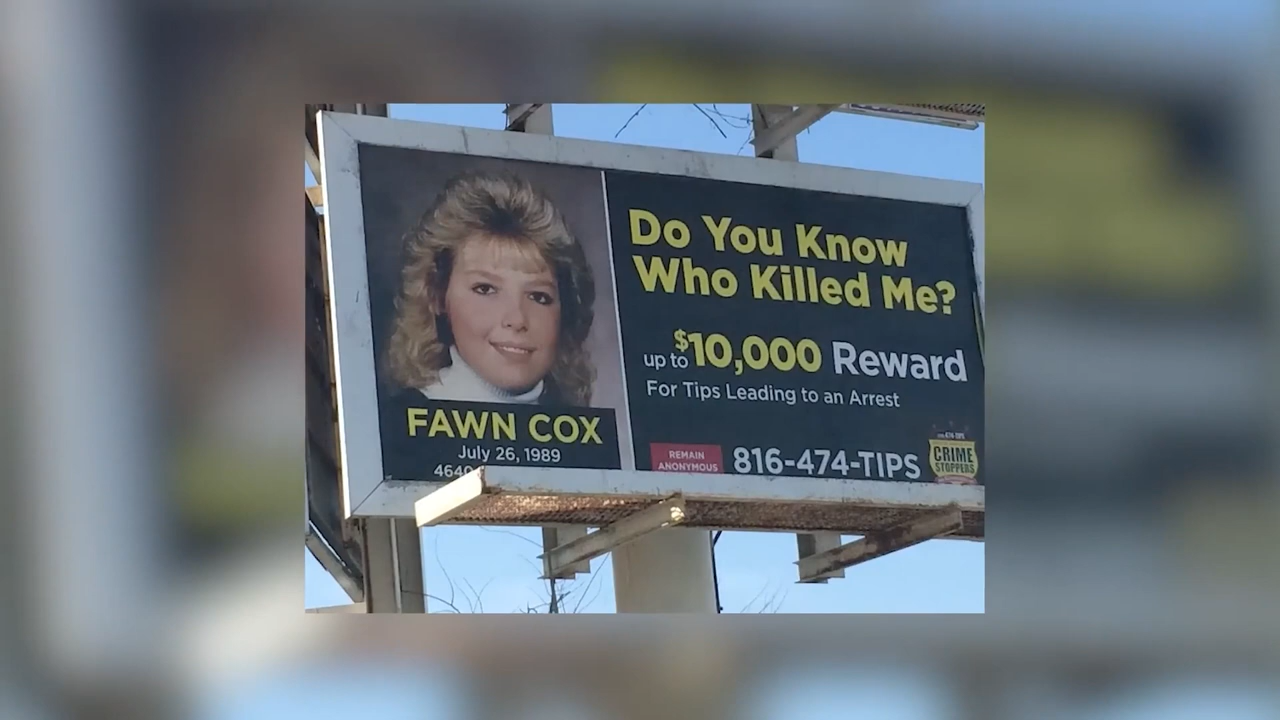 Do You Know
Who Killed Me?
up to $10,000 Reward
For Tips Leading to an Arrest
FAWN COX
July 26, 1989
4640
REMAIN
ANONYMOUS
816-474-TIPS
CRIME
STOPPERS